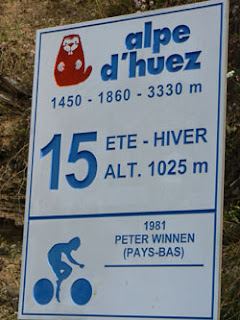 alpe
d'huez
1450 - 1860 - 3330 m
15 ETE - HIVER
ALT. 1025 m
1981
PETER WINNEN
(PAYS-BAS)